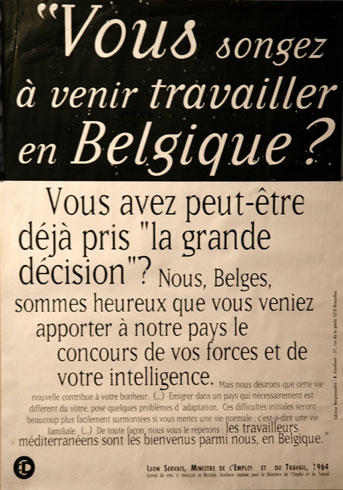 "Vous songez
à venir travailler
en Belgique ?
Vous avez peut-être
déjà pris "la grande
décision"? Nous, Belges,
sommes heureux que vous veniez
apporter à notre pays le
concours de vos forces et de
votre intelligence. Mais nous désirons que cette vie
nouvelle contribue à votre bonheur. (...) Emigrer dans un pays qui nécessairement est
différent du vôtre, pose quelques problèmes d'adaptation. Ces difficultés initiales seront
beaucoup plus facilement surmontées si vous menez une vie normale ; c'est-à-dire une vie
familiale. (...) De toute façon, nous vous le répétons : les travailleurs
méditerranéens sont les bienvenus parmi nous, en Belgique."
Léon Servais, Ministre de l'Emploi et du Travail, 1964